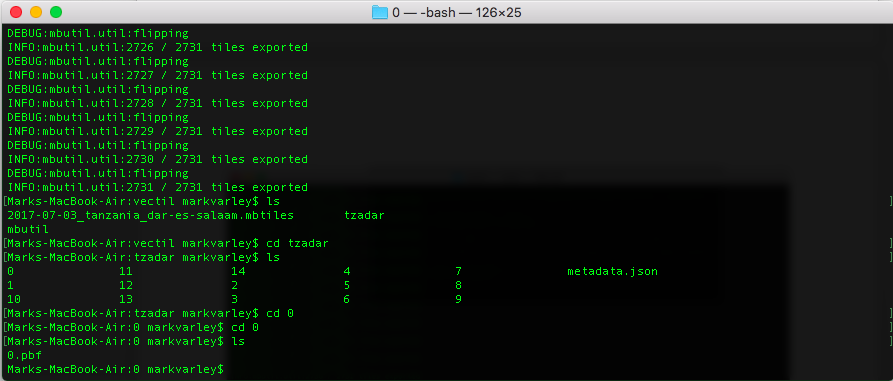 0 — -bash — 126×25
DEBUG:mbutil.util:flipping
INFO:mbutil.util:2726 / 2731 tiles exported
DEBUG:mbutil.util:flipping
INFO:mbutil.util:2727 / 2731 tiles exported
DEBUG:mbutil.util:flipping
INFO:mbutil.util:2728 / 2731 tiles exported
DEBUG:mbutil.util:flipping
INFO:mbutil.util:2729 / 2731 tiles exported
DEBUG:mbutil.util:flipping
INFO:mbutil.util:2730 / 2731 tiles exported
DEBUG:mbutil.util:flipping
INFO:mbutil.util:2731 / 2731 tiles exported
[Marks-MacBook-Air:vectil markvarley$ ls ]
2017-07-03_tanzania_dar-es-salaam.mbtiles tzadar
mbutil
[Marks-MacBook-Air:vectil markvarley$ cd tzadar ]
[Marks-MacBook-Air:tzadar markvarley$ ls ]
0 11 14 4 7 metadata.json
1 12 2 5 8
10 13 3 6 9
[Marks-MacBook-Air:tzadar markvarley$ cd 0 ]
[Marks-MacBook-Air:0 markvarley$ cd 0 ]
[Marks-MacBook-Air:0 markvarley$ ls ]
0.pbf
Marks-MacBook-Air:0 markvarley$